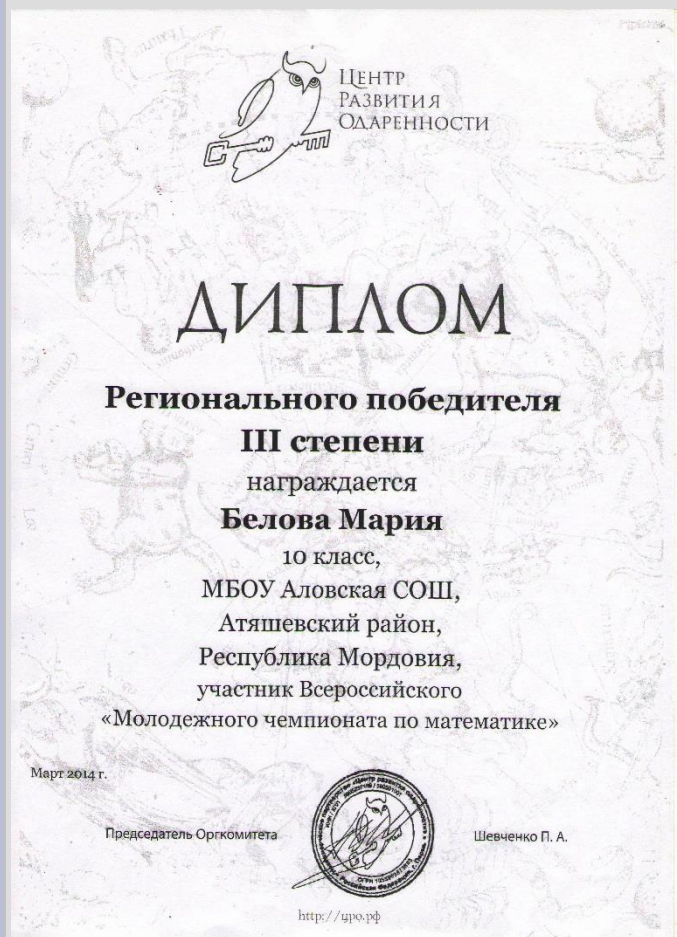 ЦЕНТР
РАЗВИТИЯ
ОДАРЕННОСТИ
ДИПЛОМ
Регионального победителя
III степени
награждается
Белова Мария
10 класс,
МБОУ Аловская СОШ,
Атяшевский район,
Республика Мордовия,
участник Всероссийского
«Молодежного чемпионата по математике»
Март 2014 г.
Председатель Оргкомитета
Шевченко П. А.
http://цро.рф